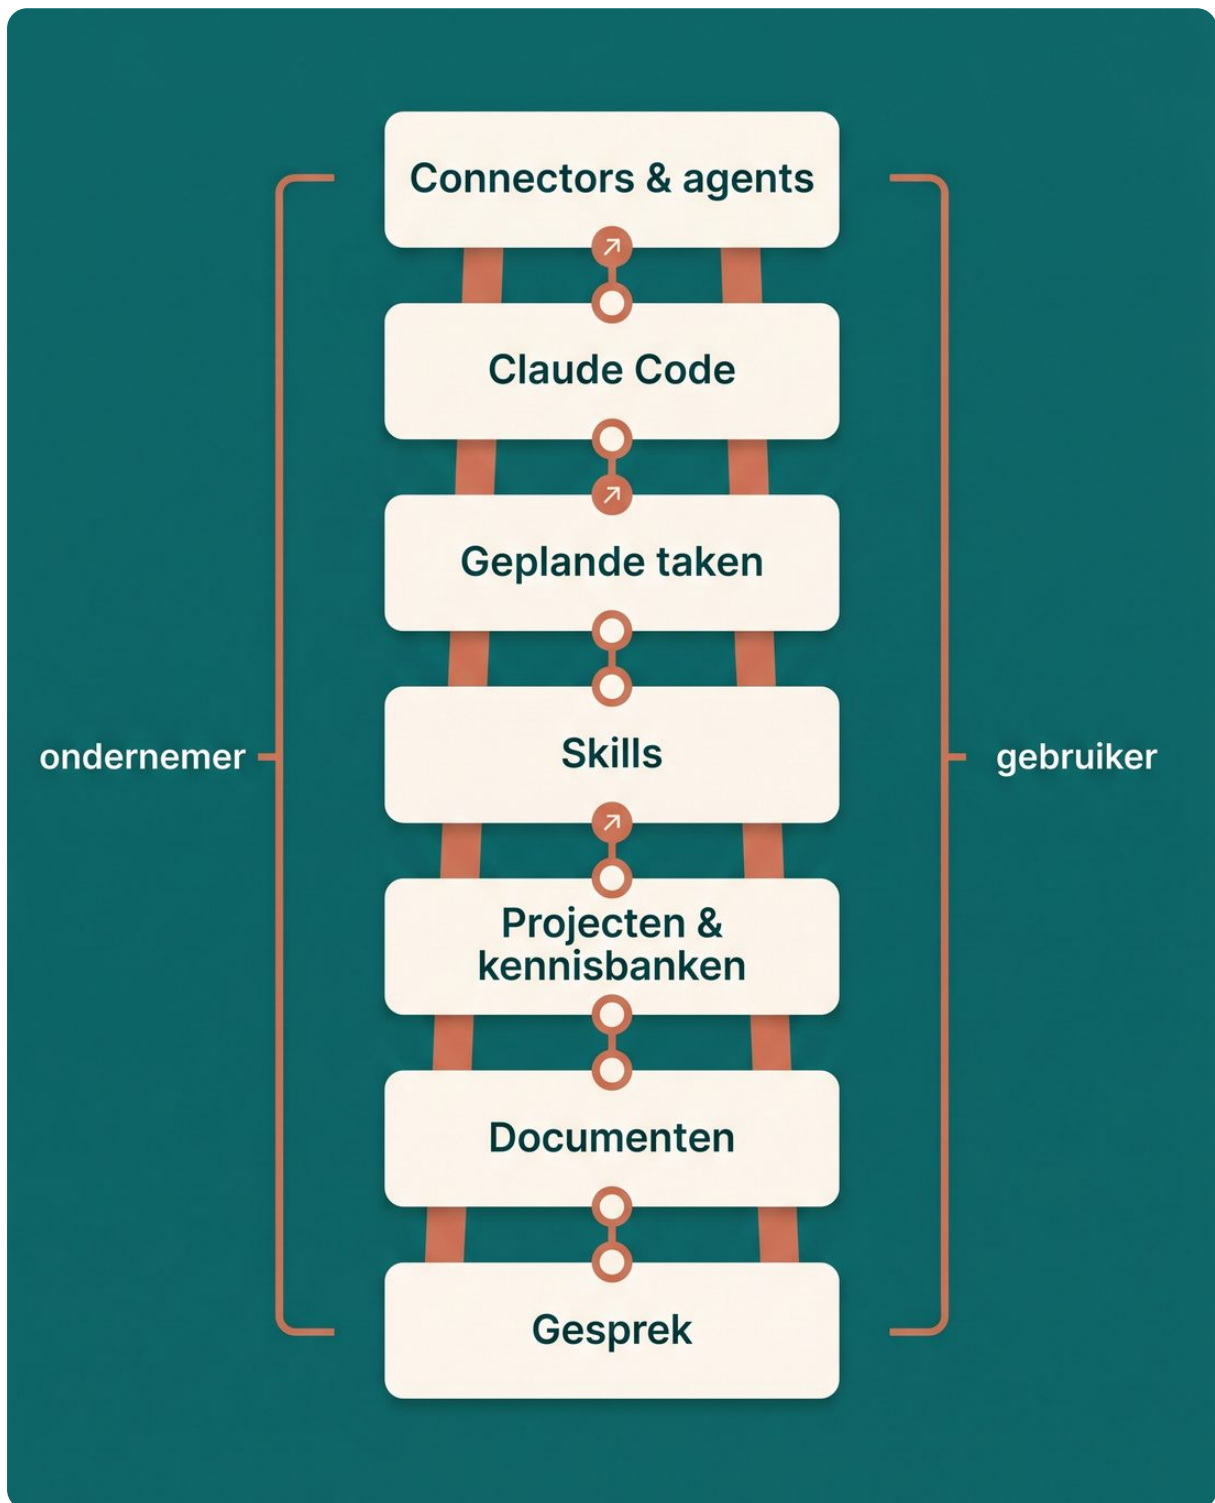 Connectors & agents
Claude Code
Geplande taken
Skills
ondernemer
gebruiker
Projecten &
kennisbanken
Documenten
Gesprek